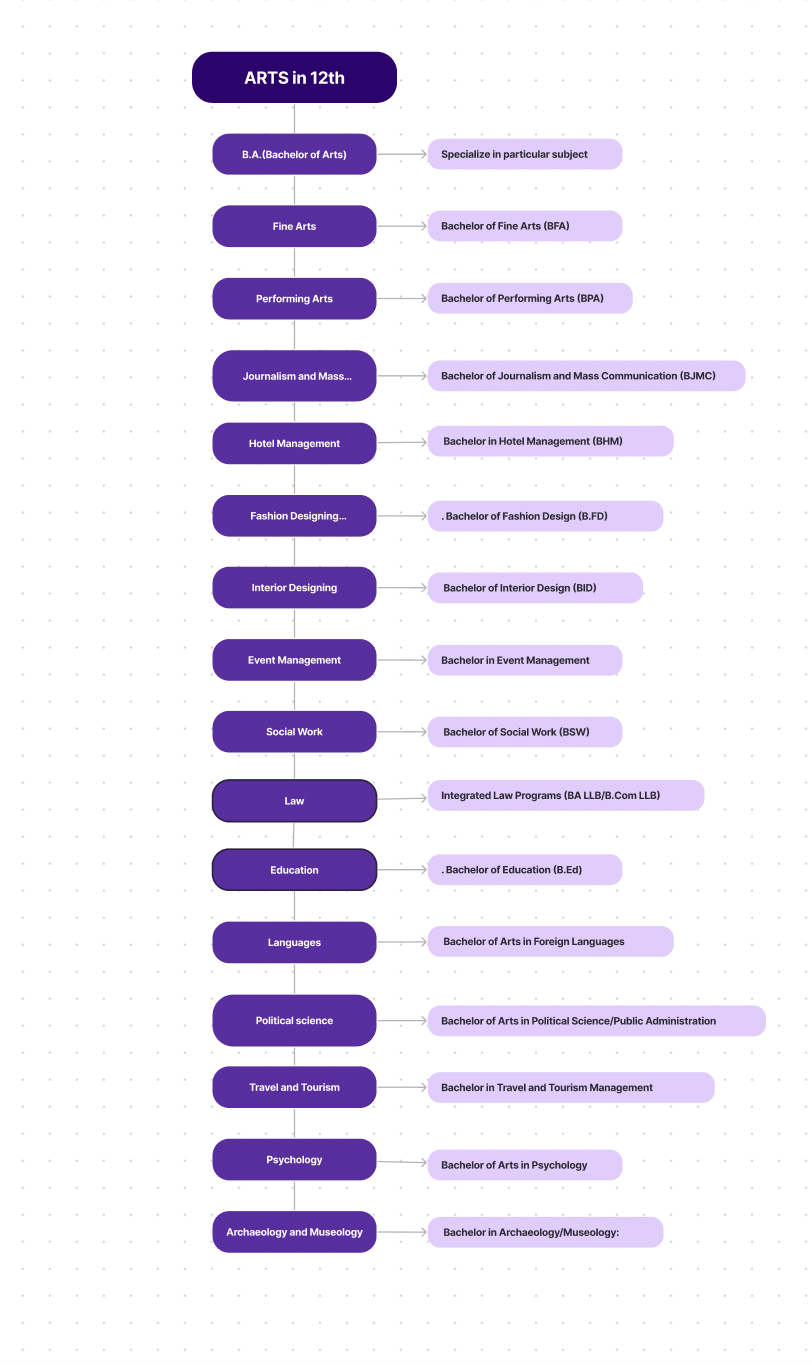 ARTS in 12th
B.A.(Bachelor of Arts)
Specialize in particular subject
Fine Arts
Bachelor of Fine Arts (BFA)
Performing Arts
Bachelor of Performing Arts (BPA)
Journalism and Mass...
Bachelor of Journalism and Mass Communication (BJMC)
Hotel Management
Bachelor in Hotel Management (BHM)
Fashion Designing...
. Bachelor of Fashion Design (B.FD)
Interior Designing
Bachelor of Interior Design (BID)
Event Management
Bachelor in Event Management
Social Work
Bachelor of Social Work (BSW)
Law
Integrated Law Programs (BA LLB/B.Com LLB)
Education
. Bachelor of Education (B.Ed)
Languages
Bachelor of Arts in Foreign Languages
Political science
Bachelor of Arts in Political Science/Public Administration
Travel and Tourism
Bachelor in Travel and Tourism Management
Psychology
Bachelor of Arts in Psychology
Archaeology and Museology
Bachelor in Archaeology/Museology: